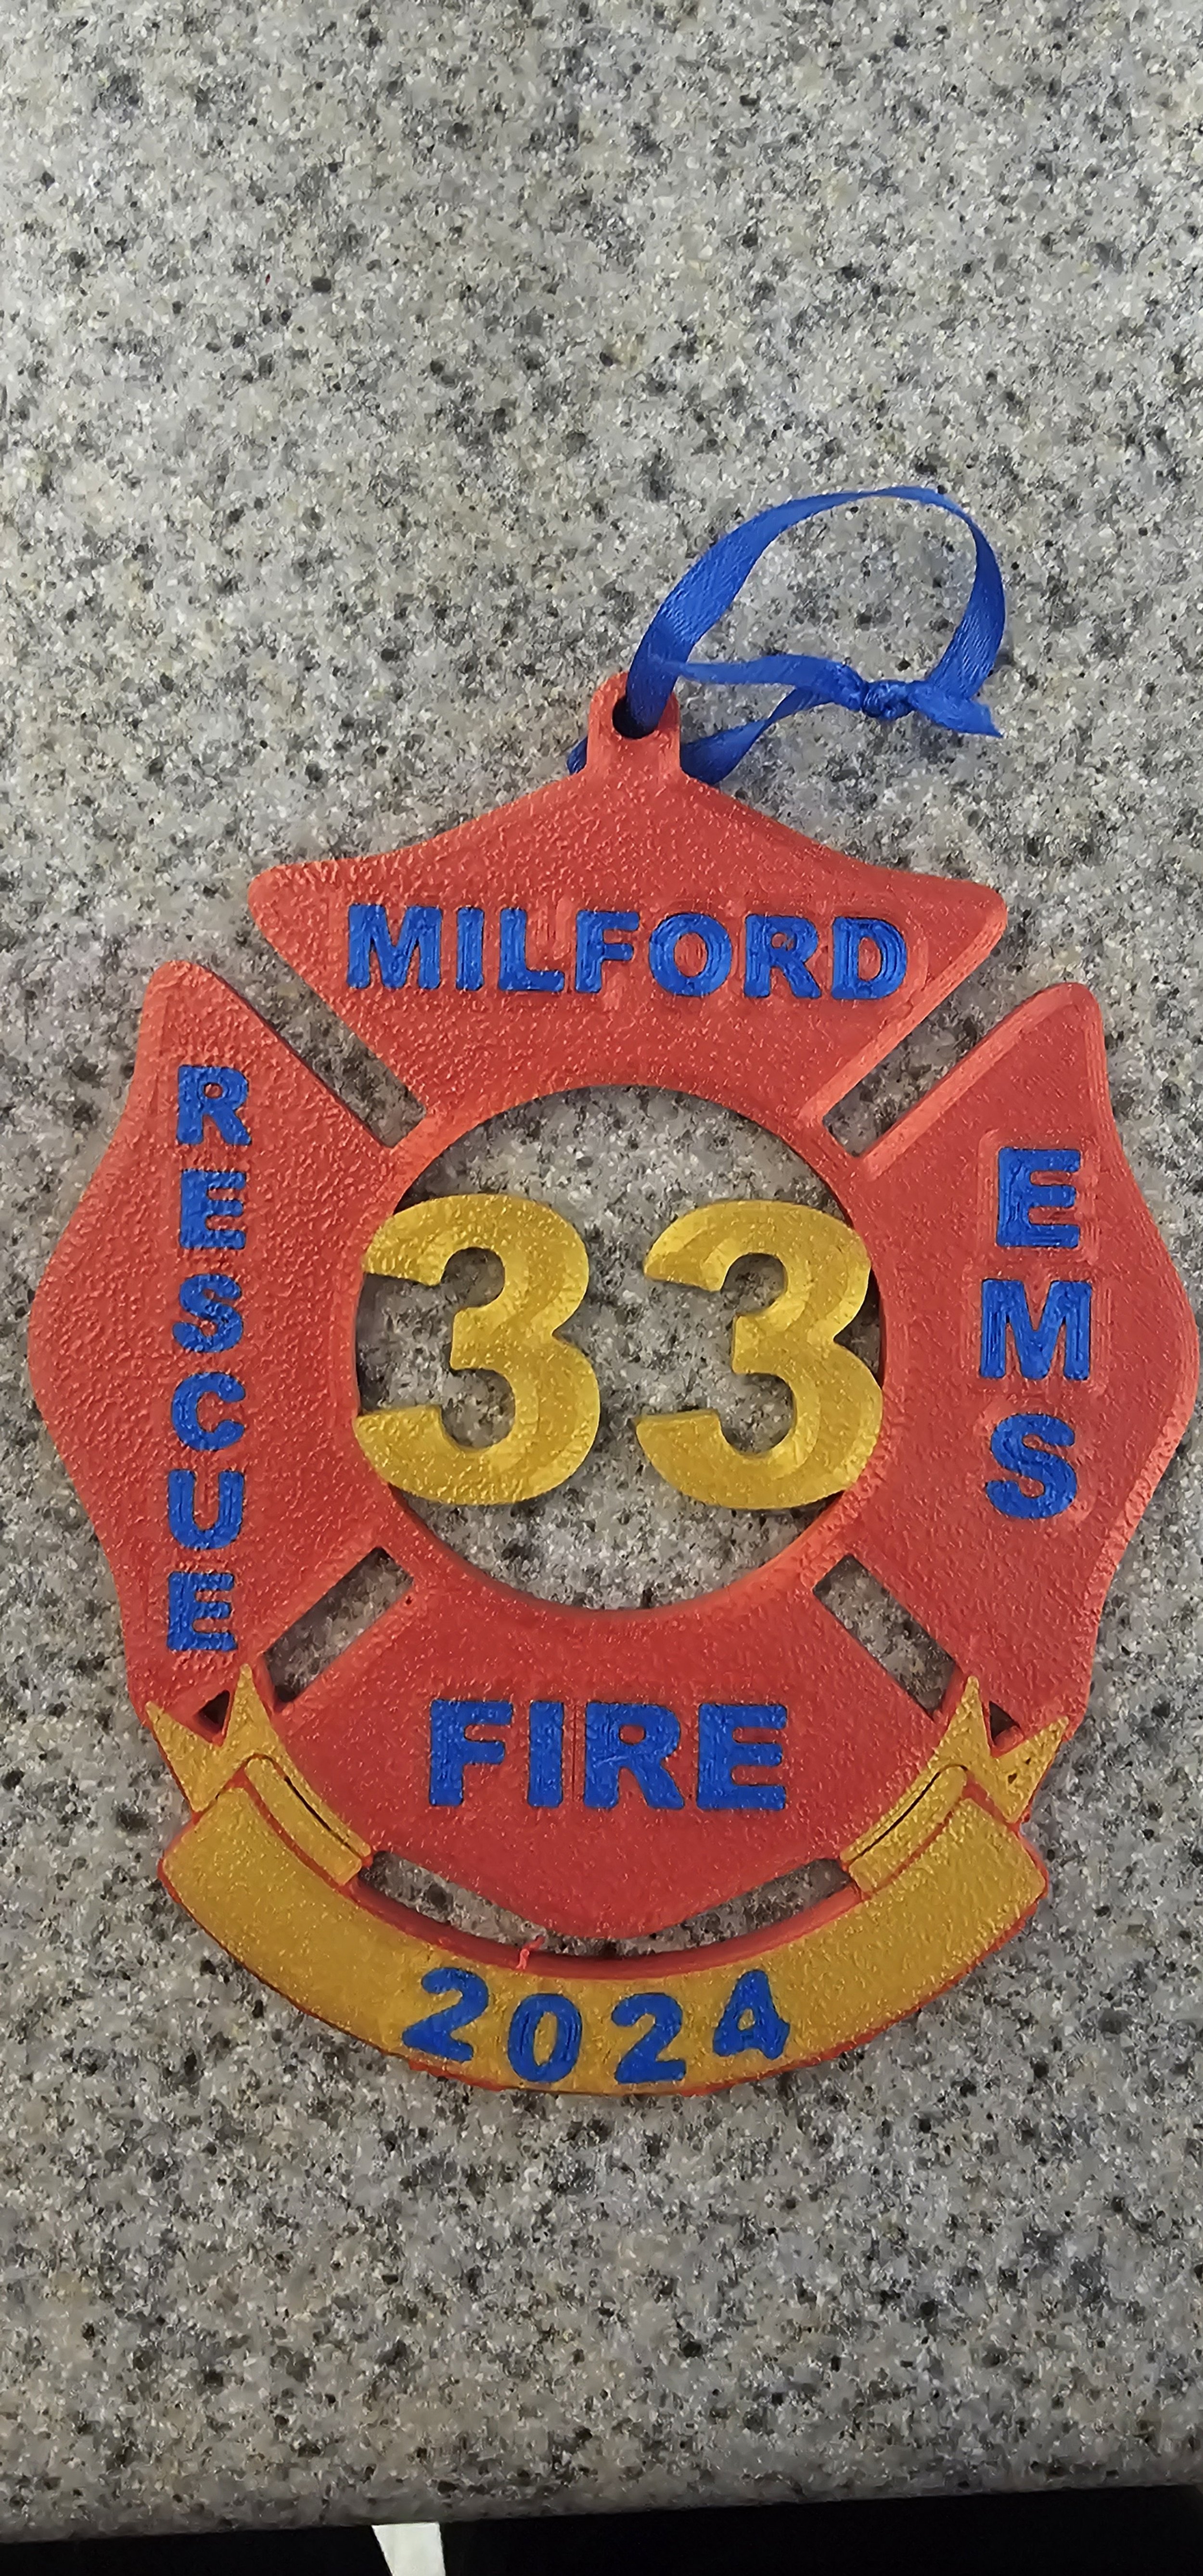 MILFORD
RESCUE
33
EMS
FIRE
2024